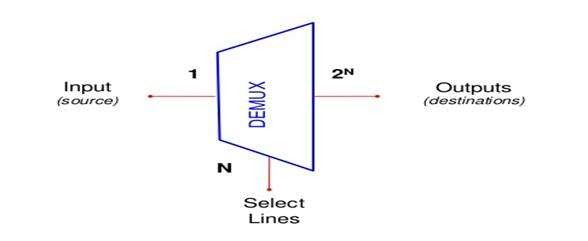 1
2ᴺ
Input
(source)
DEMUX
Outputs
(destinations)
N
Select
Lines